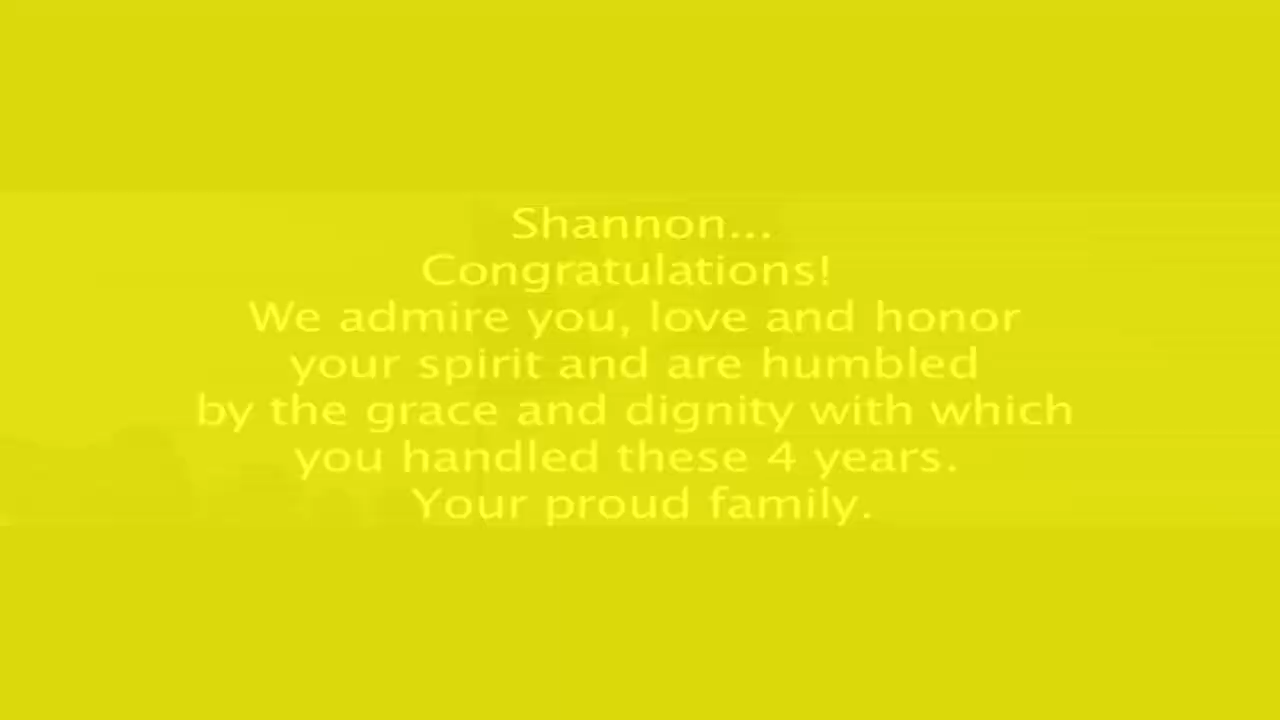 Shannon...
Congratulations!
We admire you, love and honor
your spirit and are humbled
by the grace and dignity with which
you handled these 4 years.
Your proud family.